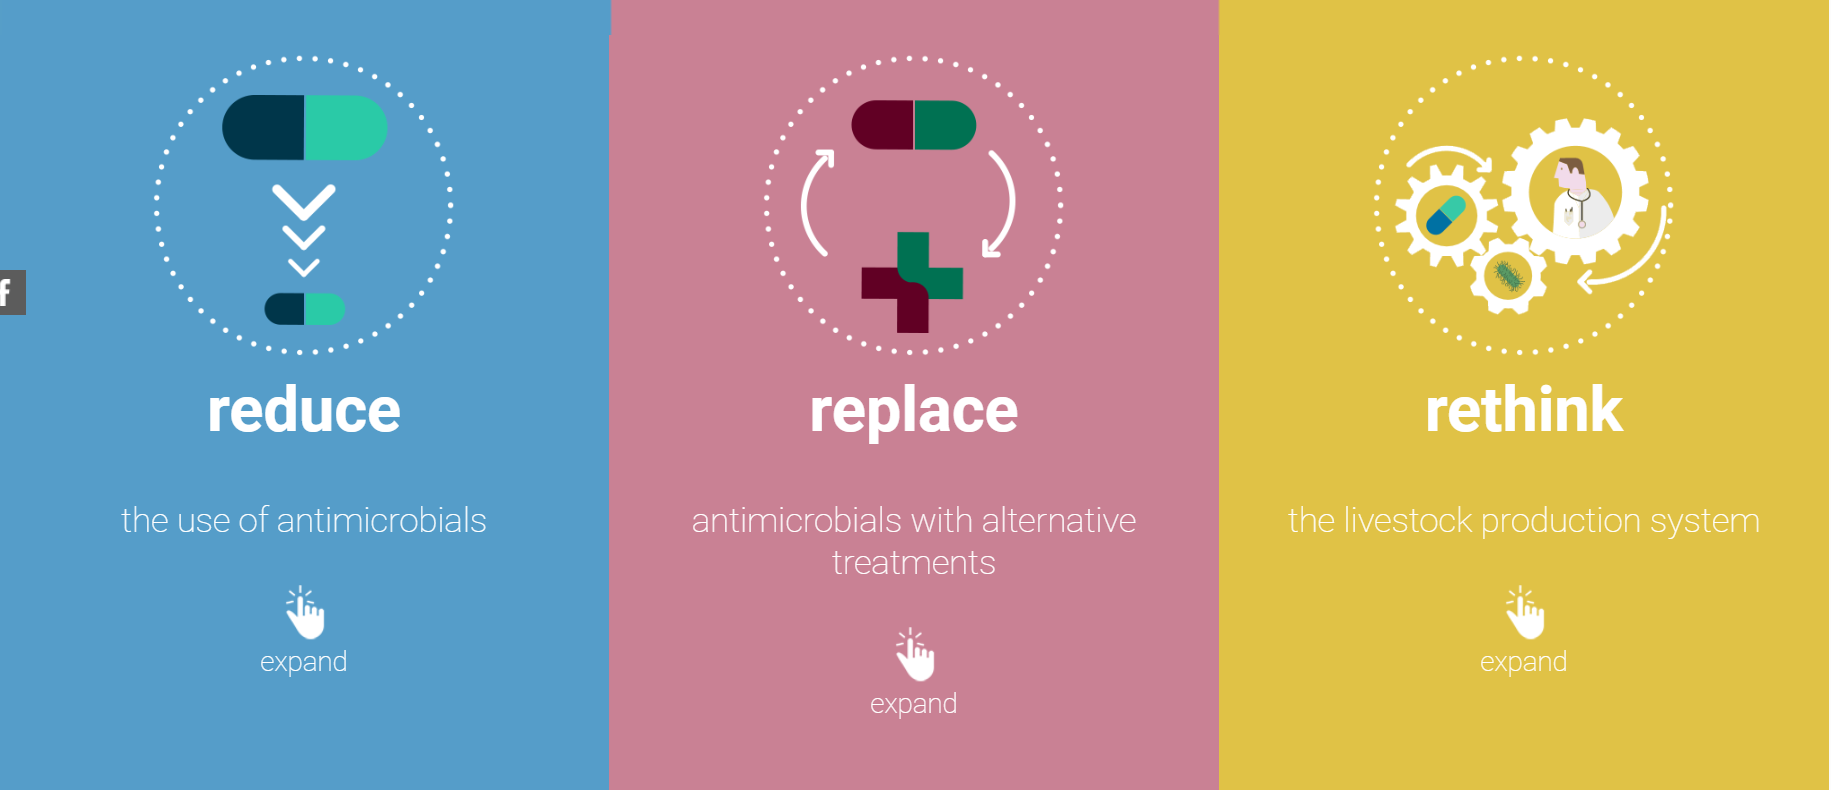 f
reduce
the use of antimicrobials
expand
replace
antimicrobials with alternative
treatments
expand
rethink
the livestock production system
expand